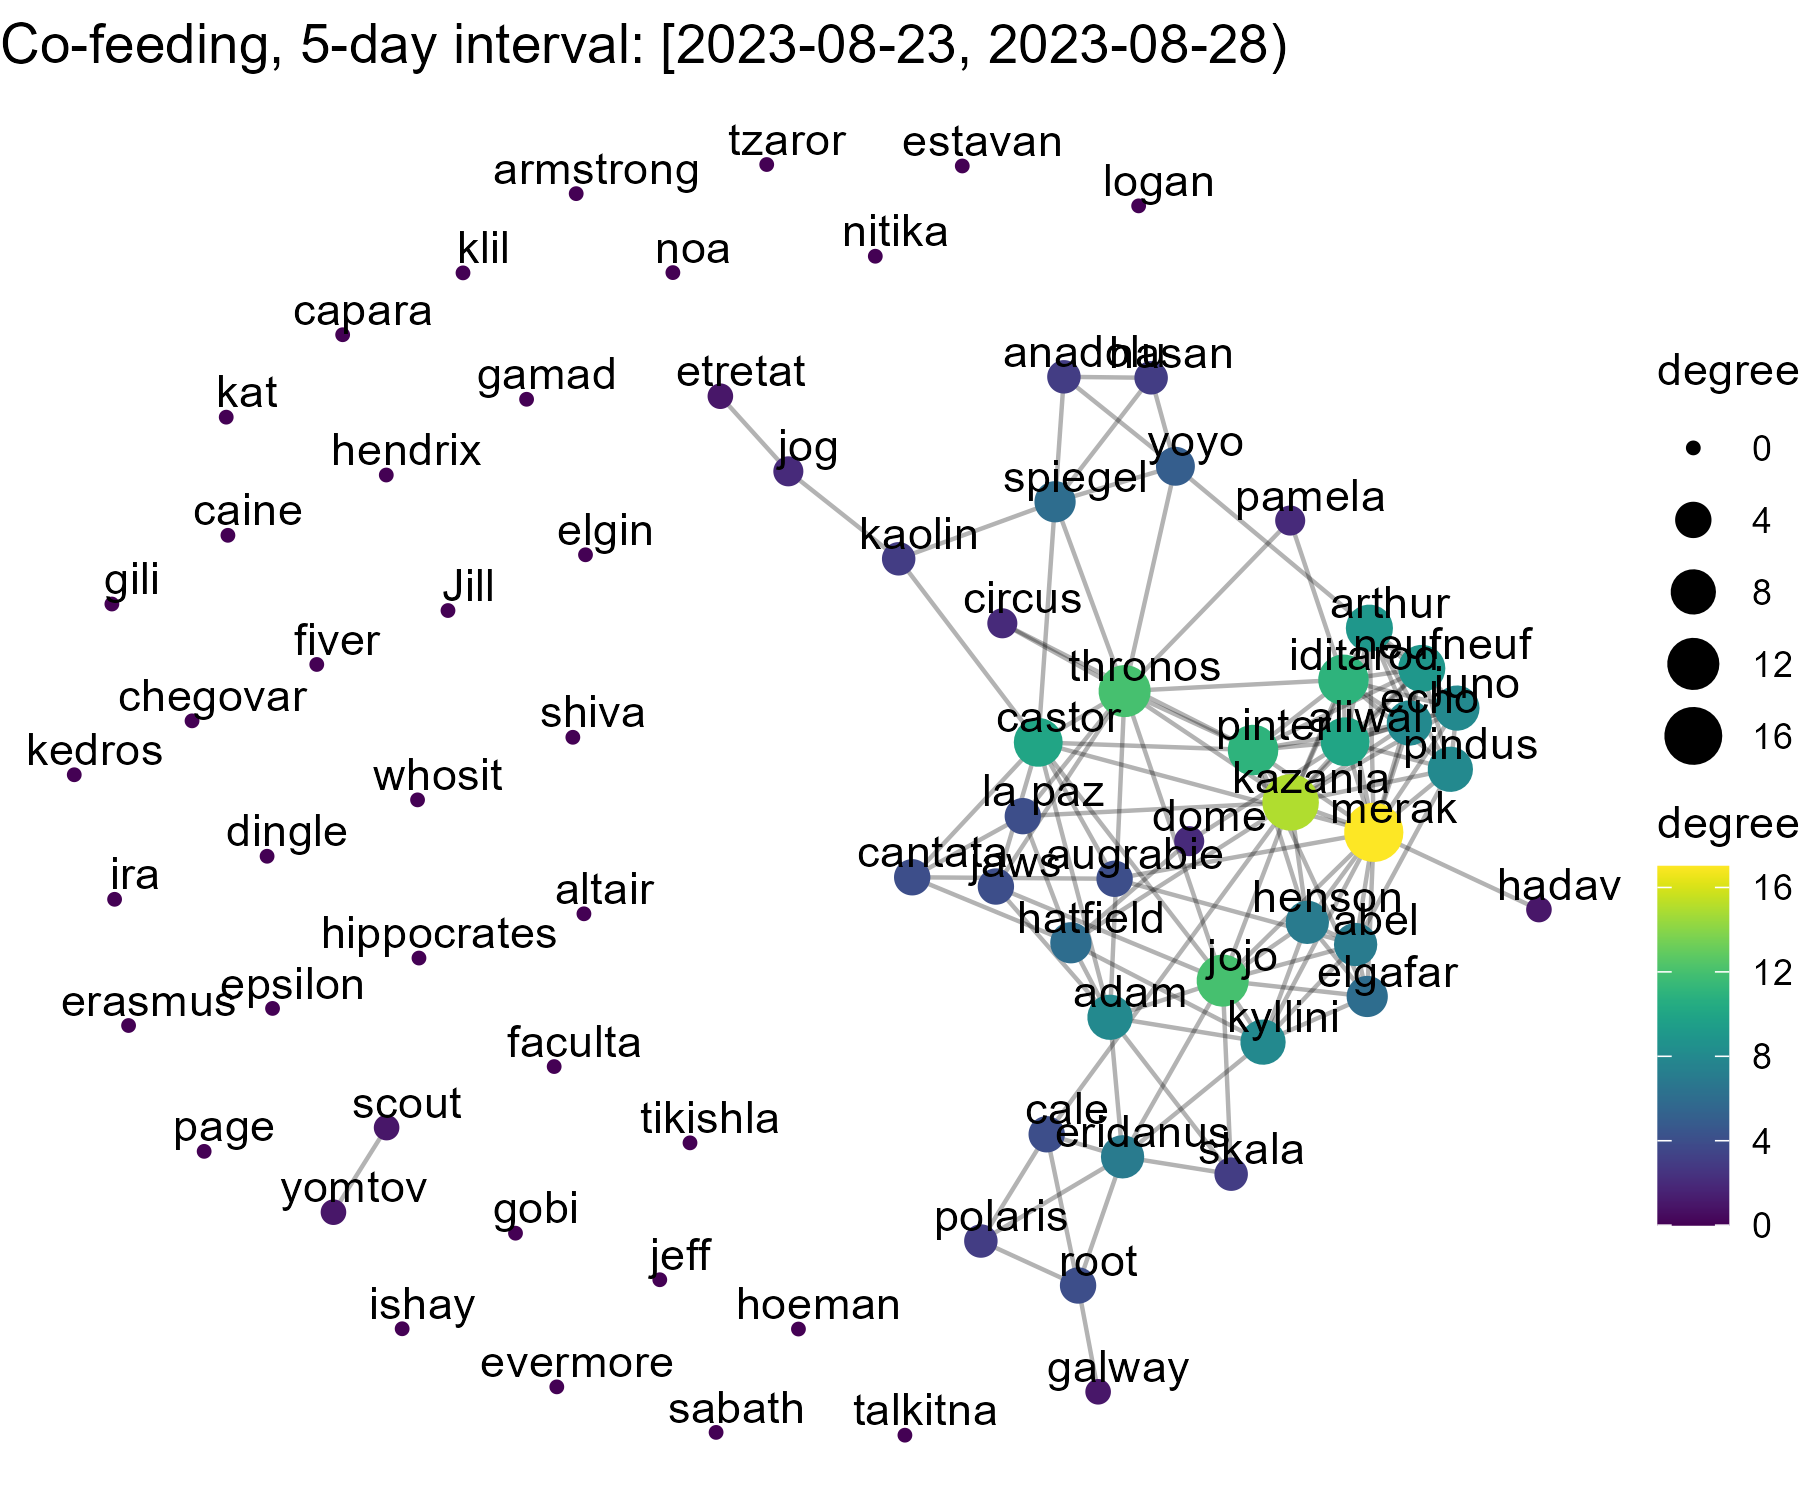 Co-feeding, 5-day interval: [2023-08-23, 2023-08-28)
tzaror
estavan
armstrong
logan
nitika
klil
noa
capara
anadolu
hasan
etretat
gamad
kat
degree
yoyo
jog
hendrix
0
spiegel
pamela
caine
4
elgin
kaolin
gili
Jill
8
circus
arthur
fiver
neufneuf
iditarod
12
thronos
juno
chegovar
echo
shiva
castor
pinter
aliwal
16
kedros
pindus
whosit
kazania
la paz
merak
dome
degree
dingle
cantata
jaws
augrabie
ira
altair
hadav
16
henson
hatfield
abel
hippocrates
jojo
12
epsilon
elgafar
erasmus
adam
kyllini
faculta
8
scout
cale
tikishla
page
eridanus
4
skala
yomtov
gobi
polaris
0
jeff
root
ishay
hoeman
evermore
galway
sabath
talkitna